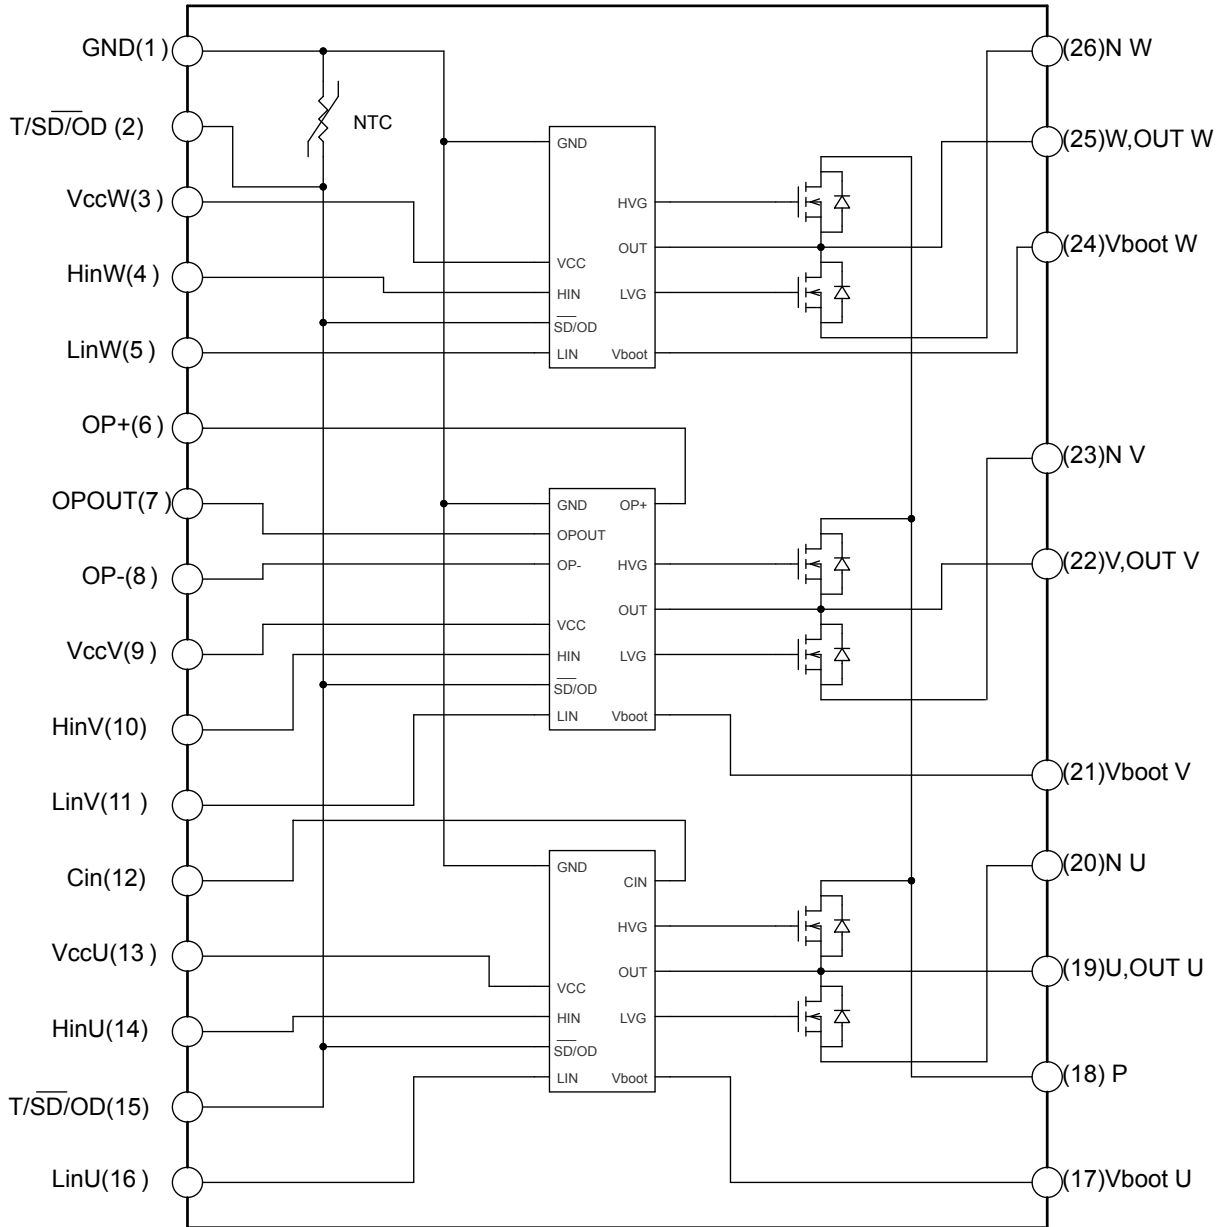 GND(1)
T/SD/OD (2)
VccW(3)
HinW(4)
LinW(5)
OP+(6)
OPOUT(7)
OP-(8)
VccV(9)
HinV(10)
LinV(11)
Cin(12)
VccU(13)
HinU(14)
T/SD/OD(15)
LinU(16)
NTC
GND
HVG
OUT
VCC
HIN
LVG
SD/OD
LIN
Vboot
GND
OP+
OPOUT
OP-
HVG
OUT
VCC
HIN
LVG
SD/OD
LIN
Vboot
GND
CIN
HVG
OUT
VCC
HIN
LVG
SD/OD
LIN
Vboot
(26)N W
(25)W,OUT W
(24)Vboot W
(23)N V
(22)V,OUT V
(21)Vboot V
(20)N U
(19)U,OUT U
(18) P
(17)Vboot U